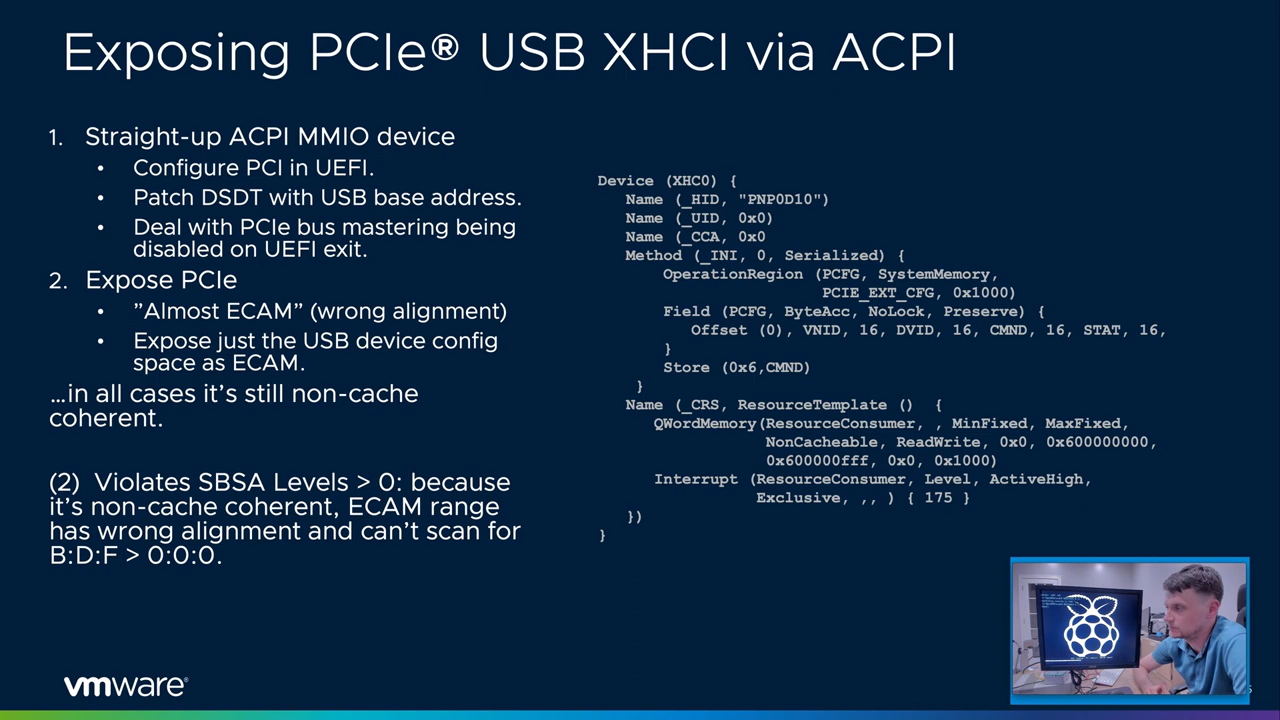 Exposing PCIe® USB XHCI via ACPI
1. Straight-up ACPI MMIO device
• Configure PCI in UEFI.
• Patch DSDT with USB base address.
• Deal with PCIe bus mastering being
disabled on UEFI exit.
2. Expose PCIe
• ”Almost ECAM” (wrong alignment)
• Expose just the USB device config
space as ECAM.
…in all cases it’s still non-cache
coherent.
(2) Violates SBSA Levels > 0: because
it’s non-cache coherent, ECAM range
has wrong alignment and can’t scan for
B:D:F > 0:0:0.
Device (XHC0) {
Name (_HID, "PNP0D10")
Name (_UID, 0x0)
Name (_CCA, 0x0
Method (_INI, 0, Serialized) {
OperationRegion (PCFG, SystemMemory,
PCIE_EXT_CFG, 0x1000)
Field (PCFG, ByteAcc, NoLock, Preserve) {
Offset (0), VNID, 16, DVID, 16, CMND, 16, STAT, 16,
}
Store (0x6,CMND)
}
Name (_CRS, ResourceTemplate () {
QWordMemory(ResourceConsumer, , MinFixed, MaxFixed,
NonCacheable, ReadWrite, 0x0, 0x600000000,
0x600000fff, 0x0, 0x1000)
Interrupt (ResourceConsumer, Level, ActiveHigh,
Exclusive, ,, ) { 175 }
})
}
vmware®